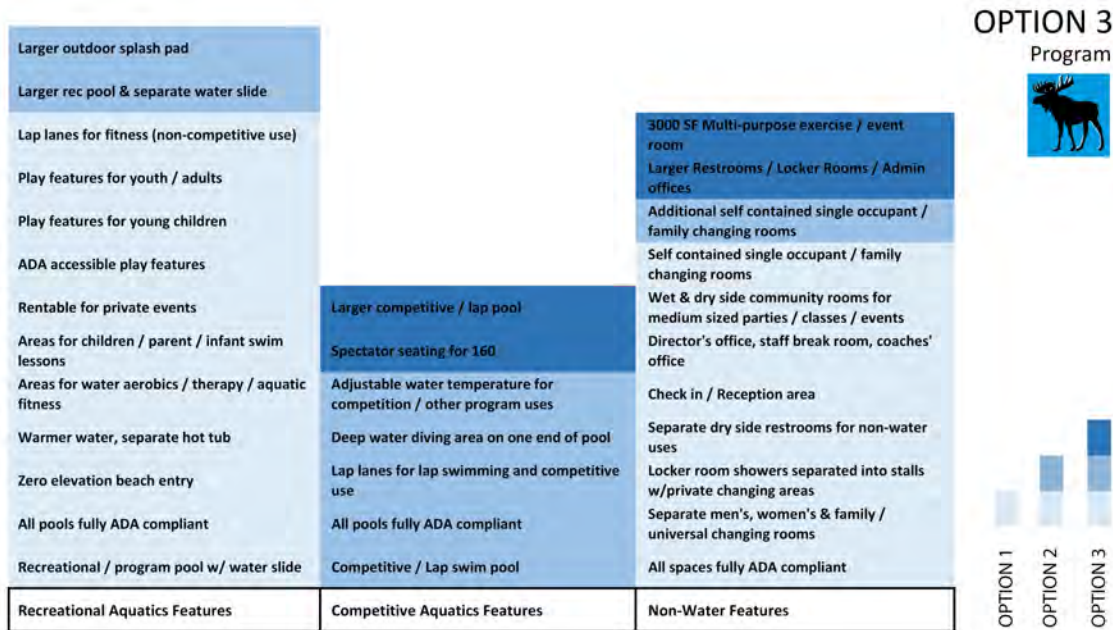 OPTION 3
Program
Larger outdoor splash pad
Larger rec pool & separate water slide
Lap lanes for fitness (non-competitive use)
Play features for youth / adults
Play features for young children
ADA accessible play features
Rentable for private events
Areas for children / parent / infant swim
lessons
Areas for water aerobics / therapy / aquatic
fitness
Warmer water, separate hot tub
Zero elevation beach entry
All pools fully ADA compliant
Recreational / program pool w/ water slide
Recreational Aquatics Features
Larger competitive / lap pool
Spectator seating for 160
Adjustable water temperature for
competition / other program uses
Deep water diving area on one end of pool
Lap lanes for lap swimming and competitive
use
All pools fully ADA compliant
Competitive / Lap swim pool
Competitive Aquatics Features
3000 SF Multi-purpose exercise / event
room
Larger Restrooms / Locker Rooms / Admin
offices
Additional self contained single occupant /
family changing rooms
Self contained single occupant / family
changing rooms
Wet & dry side community rooms for
medium sized parties / classes / events
Director's office, staff break room, coaches'
office
Check in / Reception area
Separate dry side restrooms for non-water
uses
Locker room showers separated into stalls
w/private changing areas
Separate men's, women's & family /
universal changing rooms
All spaces fully ADA compliant
Non-Water Features
OPTION 1
OPTION 2
OPTION 3